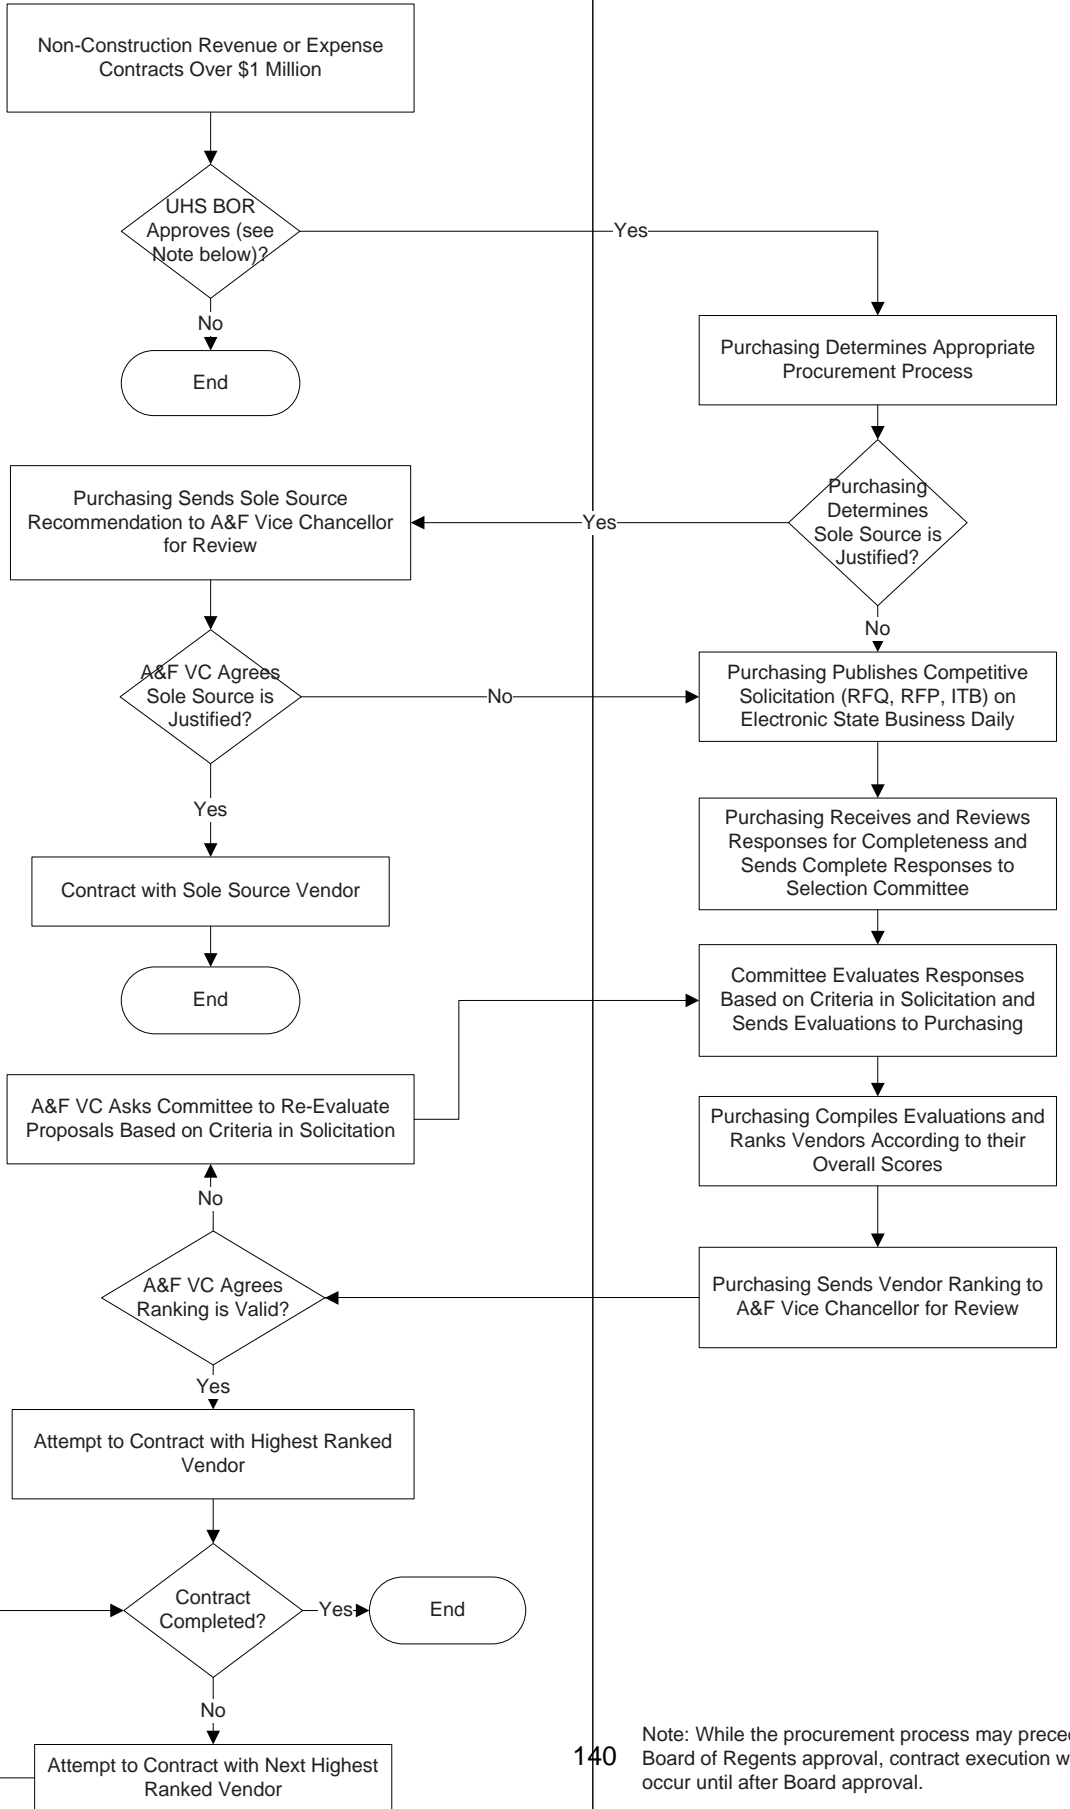 Non-Construction Revenue or Expense
Contracts Over $1 Million
UHS BOR
Approves (see
Note below)?
Yes
No
End
Purchasing Determines Appropriate
Procurement Process
Purchasing
Determines
Sole Source is
Justified?
Yes
No
Purchasing Sends Sole Source
Recommendation to A&F Vice Chancellor
for Review
A&F VC Agrees
Sole Source is
Justified?
No
Yes
Contract with Sole Source Vendor
End
Purchasing Publishes Competitive
Solicitation (RFQ, RFP, ITB) on
Electronic State Business Daily
Purchasing Receives and Reviews
Responses for Completeness and
Sends Complete Responses to
Selection Committee
Committee Evaluates Responses
Based on Criteria in Solicitation and
Sends Evaluations to Purchasing
Purchasing Compiles Evaluations and
Ranks Vendors According to their
Overall Scores
Purchasing Sends Vendor Ranking to
A&F Vice Chancellor for Review
A&F VC Asks Committee to Re-Evaluate
Proposals Based on Criteria in Solicitation
No
A&F VC Agrees
Ranking is Valid?
Yes
Attempt to Contract with Highest Ranked
Vendor
Contract
Completed?
Yes
End
No
Attempt to Contract with Next Highest
Ranked Vendor
140
Note: While the procurement process may
Board of Regents approval, contract execution
occur until after Board approval.